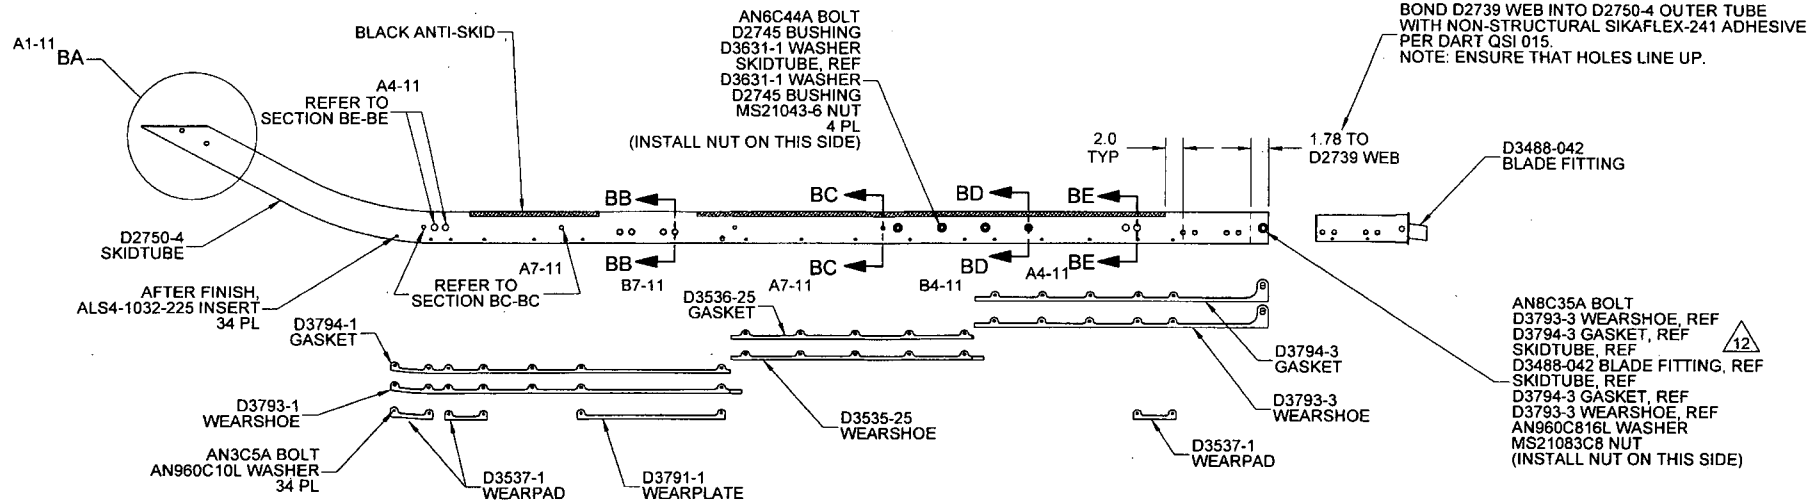 A1-11
BA
BLACK ANTI-SKID
A4-11
REFER TO
SECTION BE-BE
AN6C44A BOLT
D2745 BUSHING
D3631-1 WASHER
SKIDTUBE, REF
D3631-1 WASHER
D2745 BUSHING
MS21043-6 NUT
4 PL
(INSTALL NUT ON THIS SIDE)
BOND D2739 WEB INTO D2750-4 OUTER TUBE
WITH NON-STRUCTURAL SIKAFLEX-241 ADHESIVE
PER DART QSI 015.
NOTE: ENSURE THAT HOLES LINE UP.
2.0
TYP
1.78 TO
D2739 WEB
D3488-042
BLADE FITTING
BB
BC
BD
BE
D2750-4
SKIDTUBE
BB
BC
BD
BE
A7-11
B7-11
A7-11
B4-11
A4-11
REFER TO
SECTION BC-BC
AFTER FINISH,
ALS4-1032-225 INSERT
34 PL
D3794-1
GASKET
D3536-25
GASKET
D3794-3
GASKET
D3793-1
WEARSHOE
D3535-25
WEARSHOE
D3793-3
WEARSHOE
AN3C5A BOLT
AN960C10L WASHER
34 PL
D3537-1
WEARPAD
D3791-1
WEARPLATE
D3537-1
WEARPAD
AN8C35A BOLT
D3793-3 WEARSHOE, REF
D3794-3 GASKET, REF
SKIDTUBE, REF
12
D3488-042 BLADE FITTING, REF
SKIDTUBE, REF
D3794-3 GASKET, REF
D3793-3 WEARSHOE, REF
AN960C816L WASHER
MS21083C8 NUT
(INSTALL NUT ON THIS SIDE)